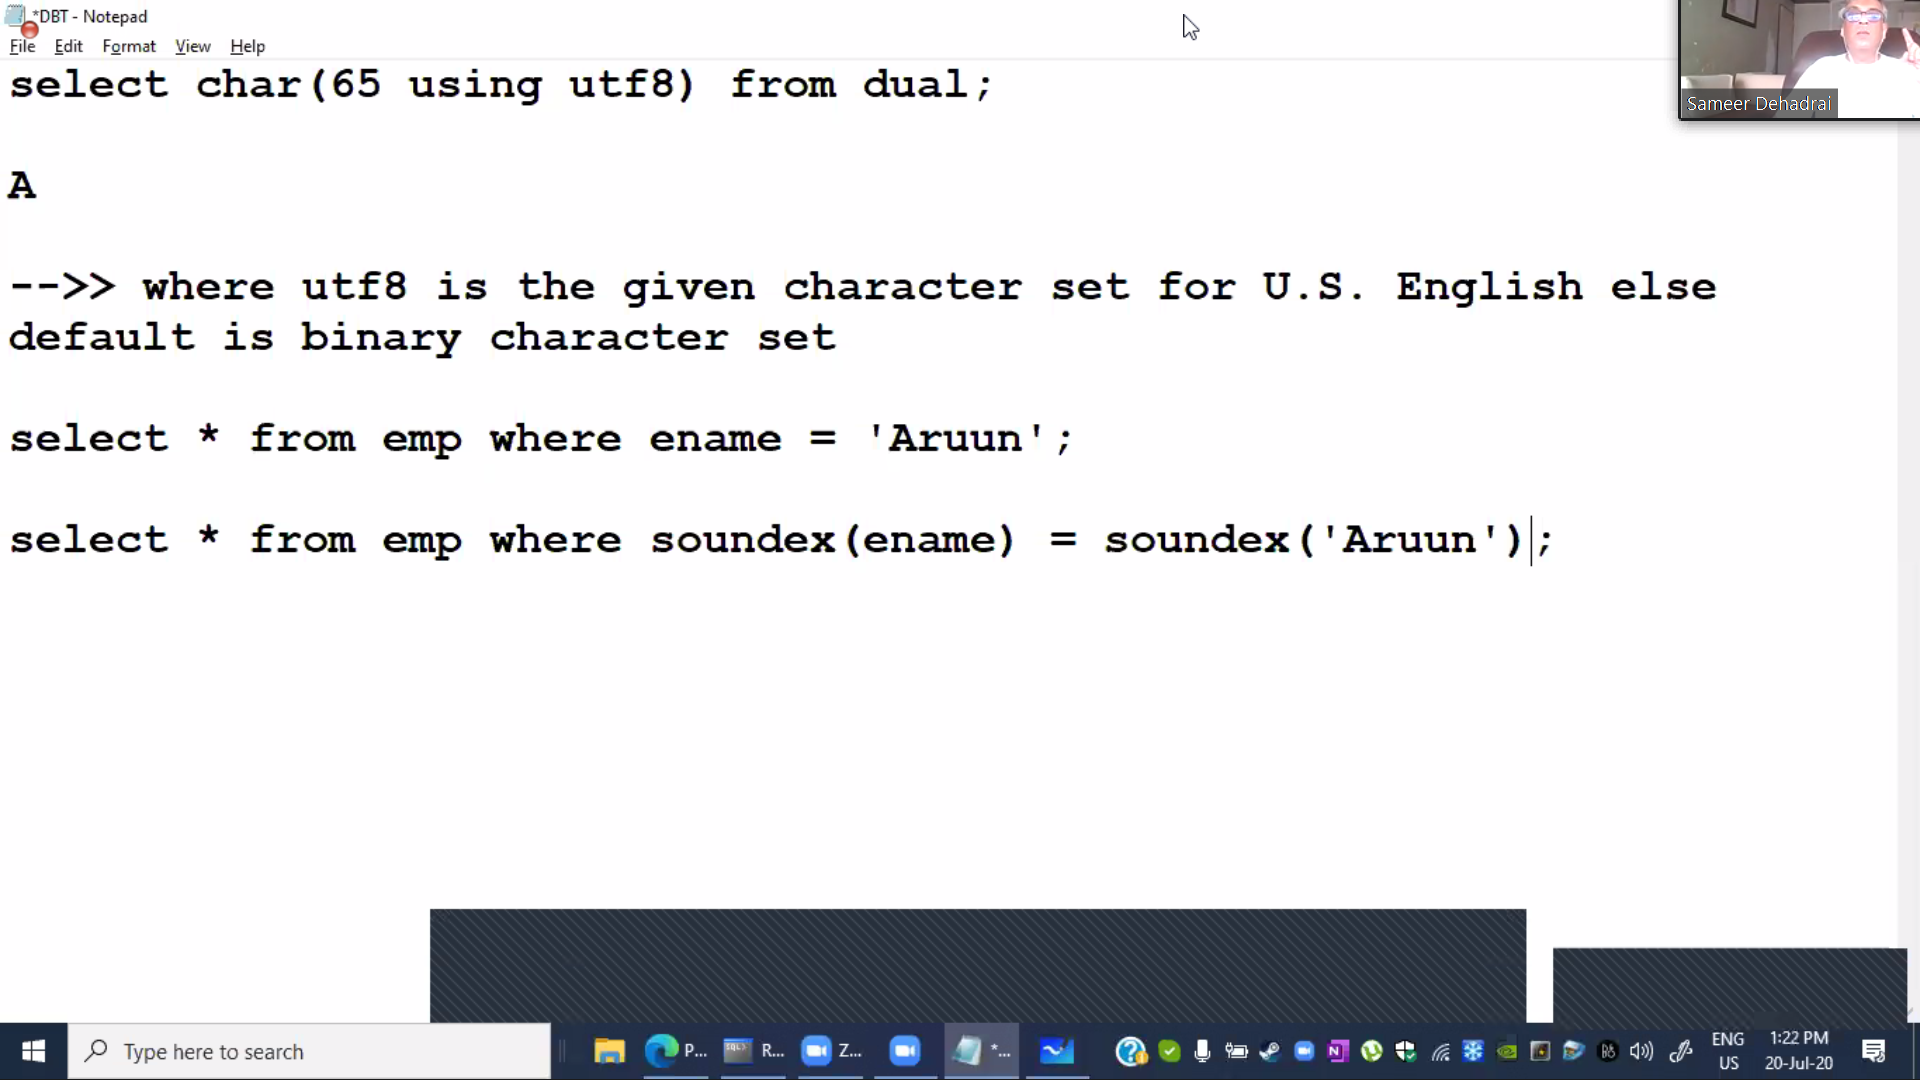 *DBT - Notepad
File Edit Format View Help
select char(65 using utf8) from dual;
Sameer Dehadrai
A
-->> where utf8 is the given character set for U.S. English else
default is binary character set
select * from emp where ename = 'Aruun';
select * from emp where soundex(ename) = soundex('Aruun');
Type here to search
P...
R...
Z...
*...
ENG
US
1:22 PM
20-Jul-20